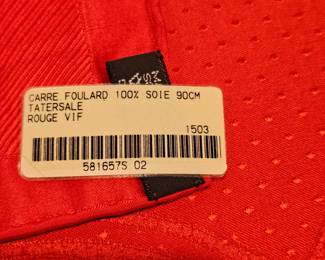 CARRE FOULARD 100% SOIE 90CM
TATERSALE
ROUGE VIF
1503
581657S 02